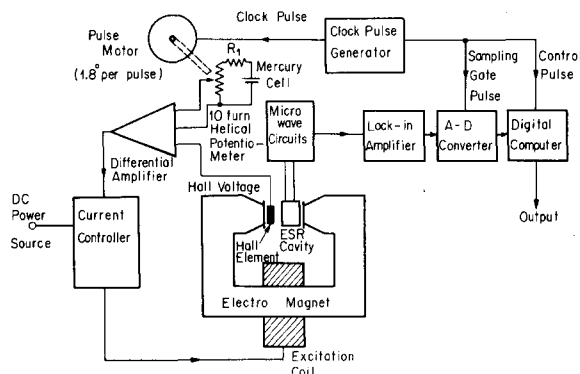 Clock Pulse
Pulse
Motor
(1.8° per pulse)
R1
Mercury
Cell
Clock Pulse
Generator
Sampling
Gate
Pulse
Control
Pulse
10 turn
Helical
Potentio-
Meter
Micro
wave
Circuits
Lock-in
Amplifier
A-D
Converter
Digital
Computer
Differential
Amplifier
Hall Voltage
DC
Power
Source
Current
Controller
Hall
Element
ESR
Cavity
Output
Electro Magnet
Excitation
Coil